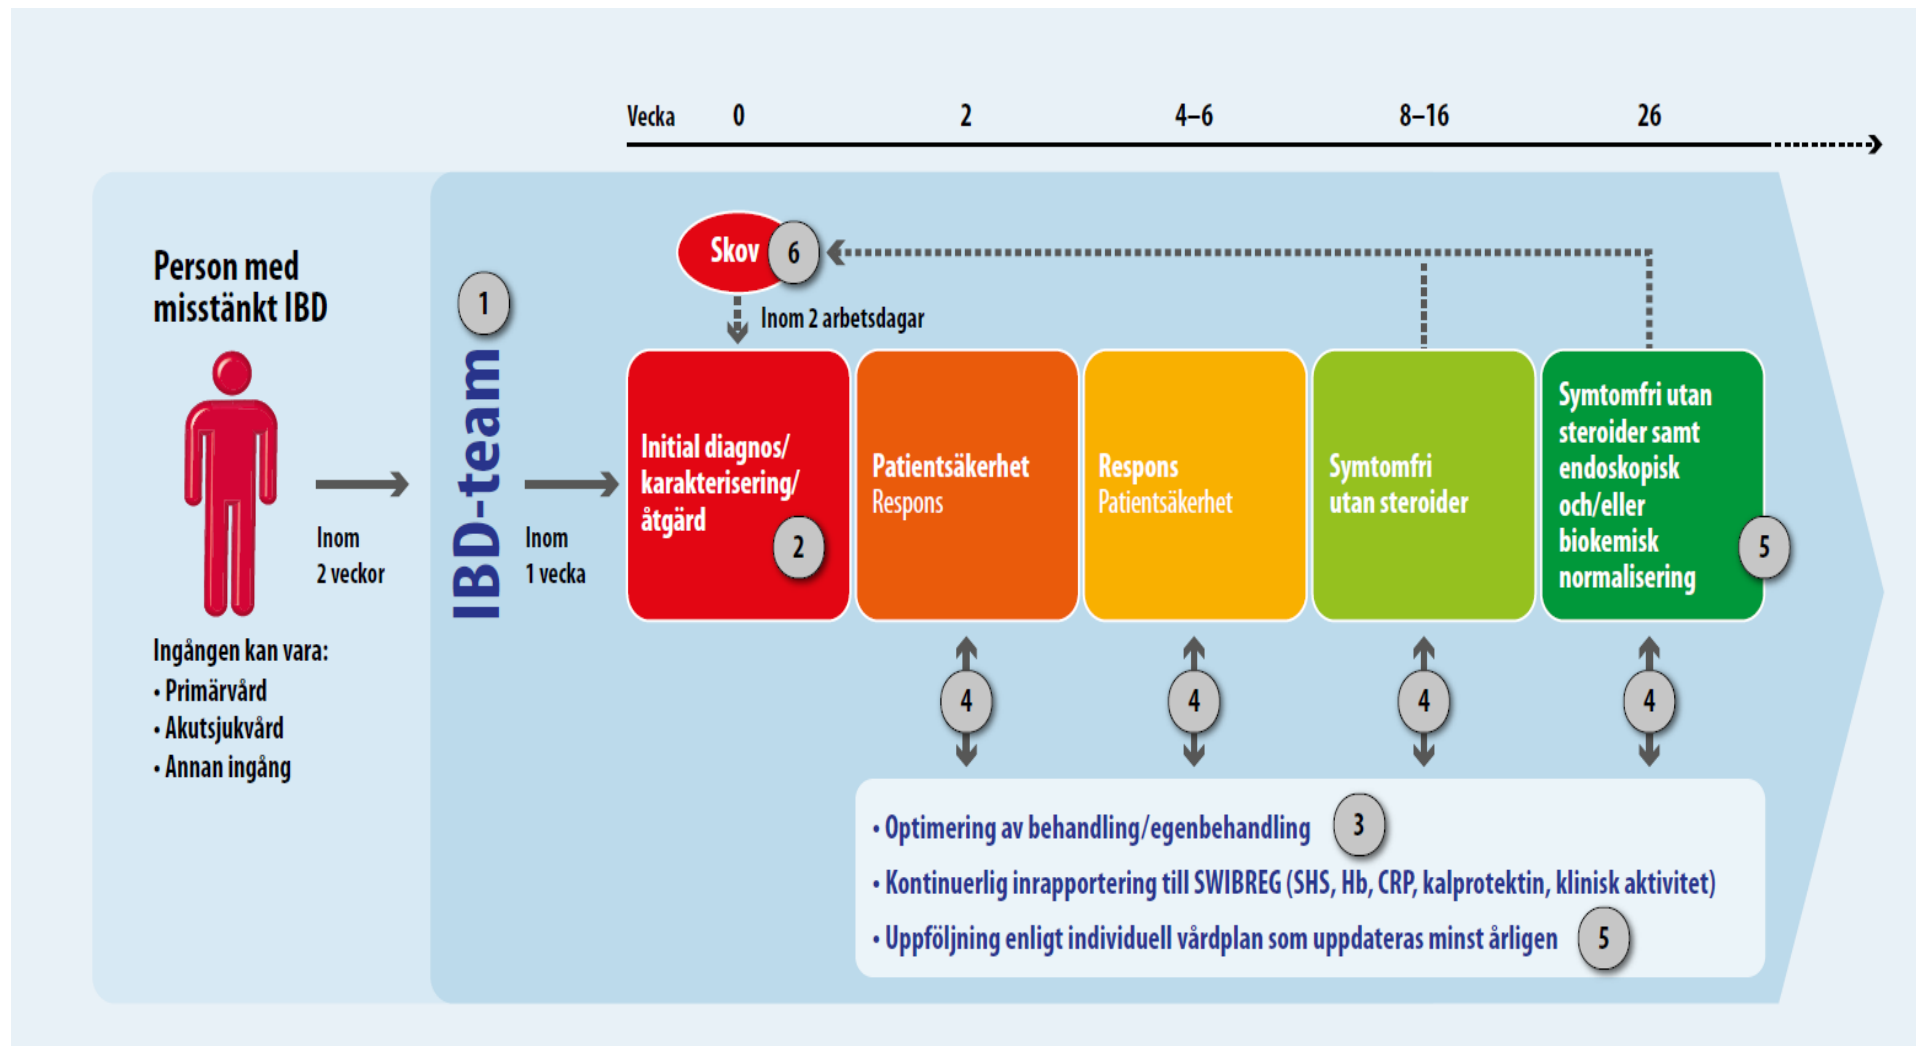 Vecka 0 2 4–6 8–16 26
Person med
misstänkt IBD
Inom
2 veckor
Ingången kan vara:
• Primärvård
• Akutsjukvård
• Annan ingång
1
IBD-team
Inom
1 vecka
Skov 6
Inom 2 arbetsdagar
Initial diagnos/
karakterisering/
åtgärd
2
Patientsäkerhet
Respons
Respons
Patientsäkerhet
Symtomfri
utan steroider
Symtomfri utan
steroider samt
endoskopisk
och/eller
biokemisk
normalisering
5
4 4 4 4
• Optimering av behandling/egenbehandling 3
• Kontinuerlig inrapportering till SWIBREG (SHS, Hb, CRP, kalprotektin, klinisk aktivitet)
• Uppföljning enligt individuell vårdplan som uppdateras minst årligen 5